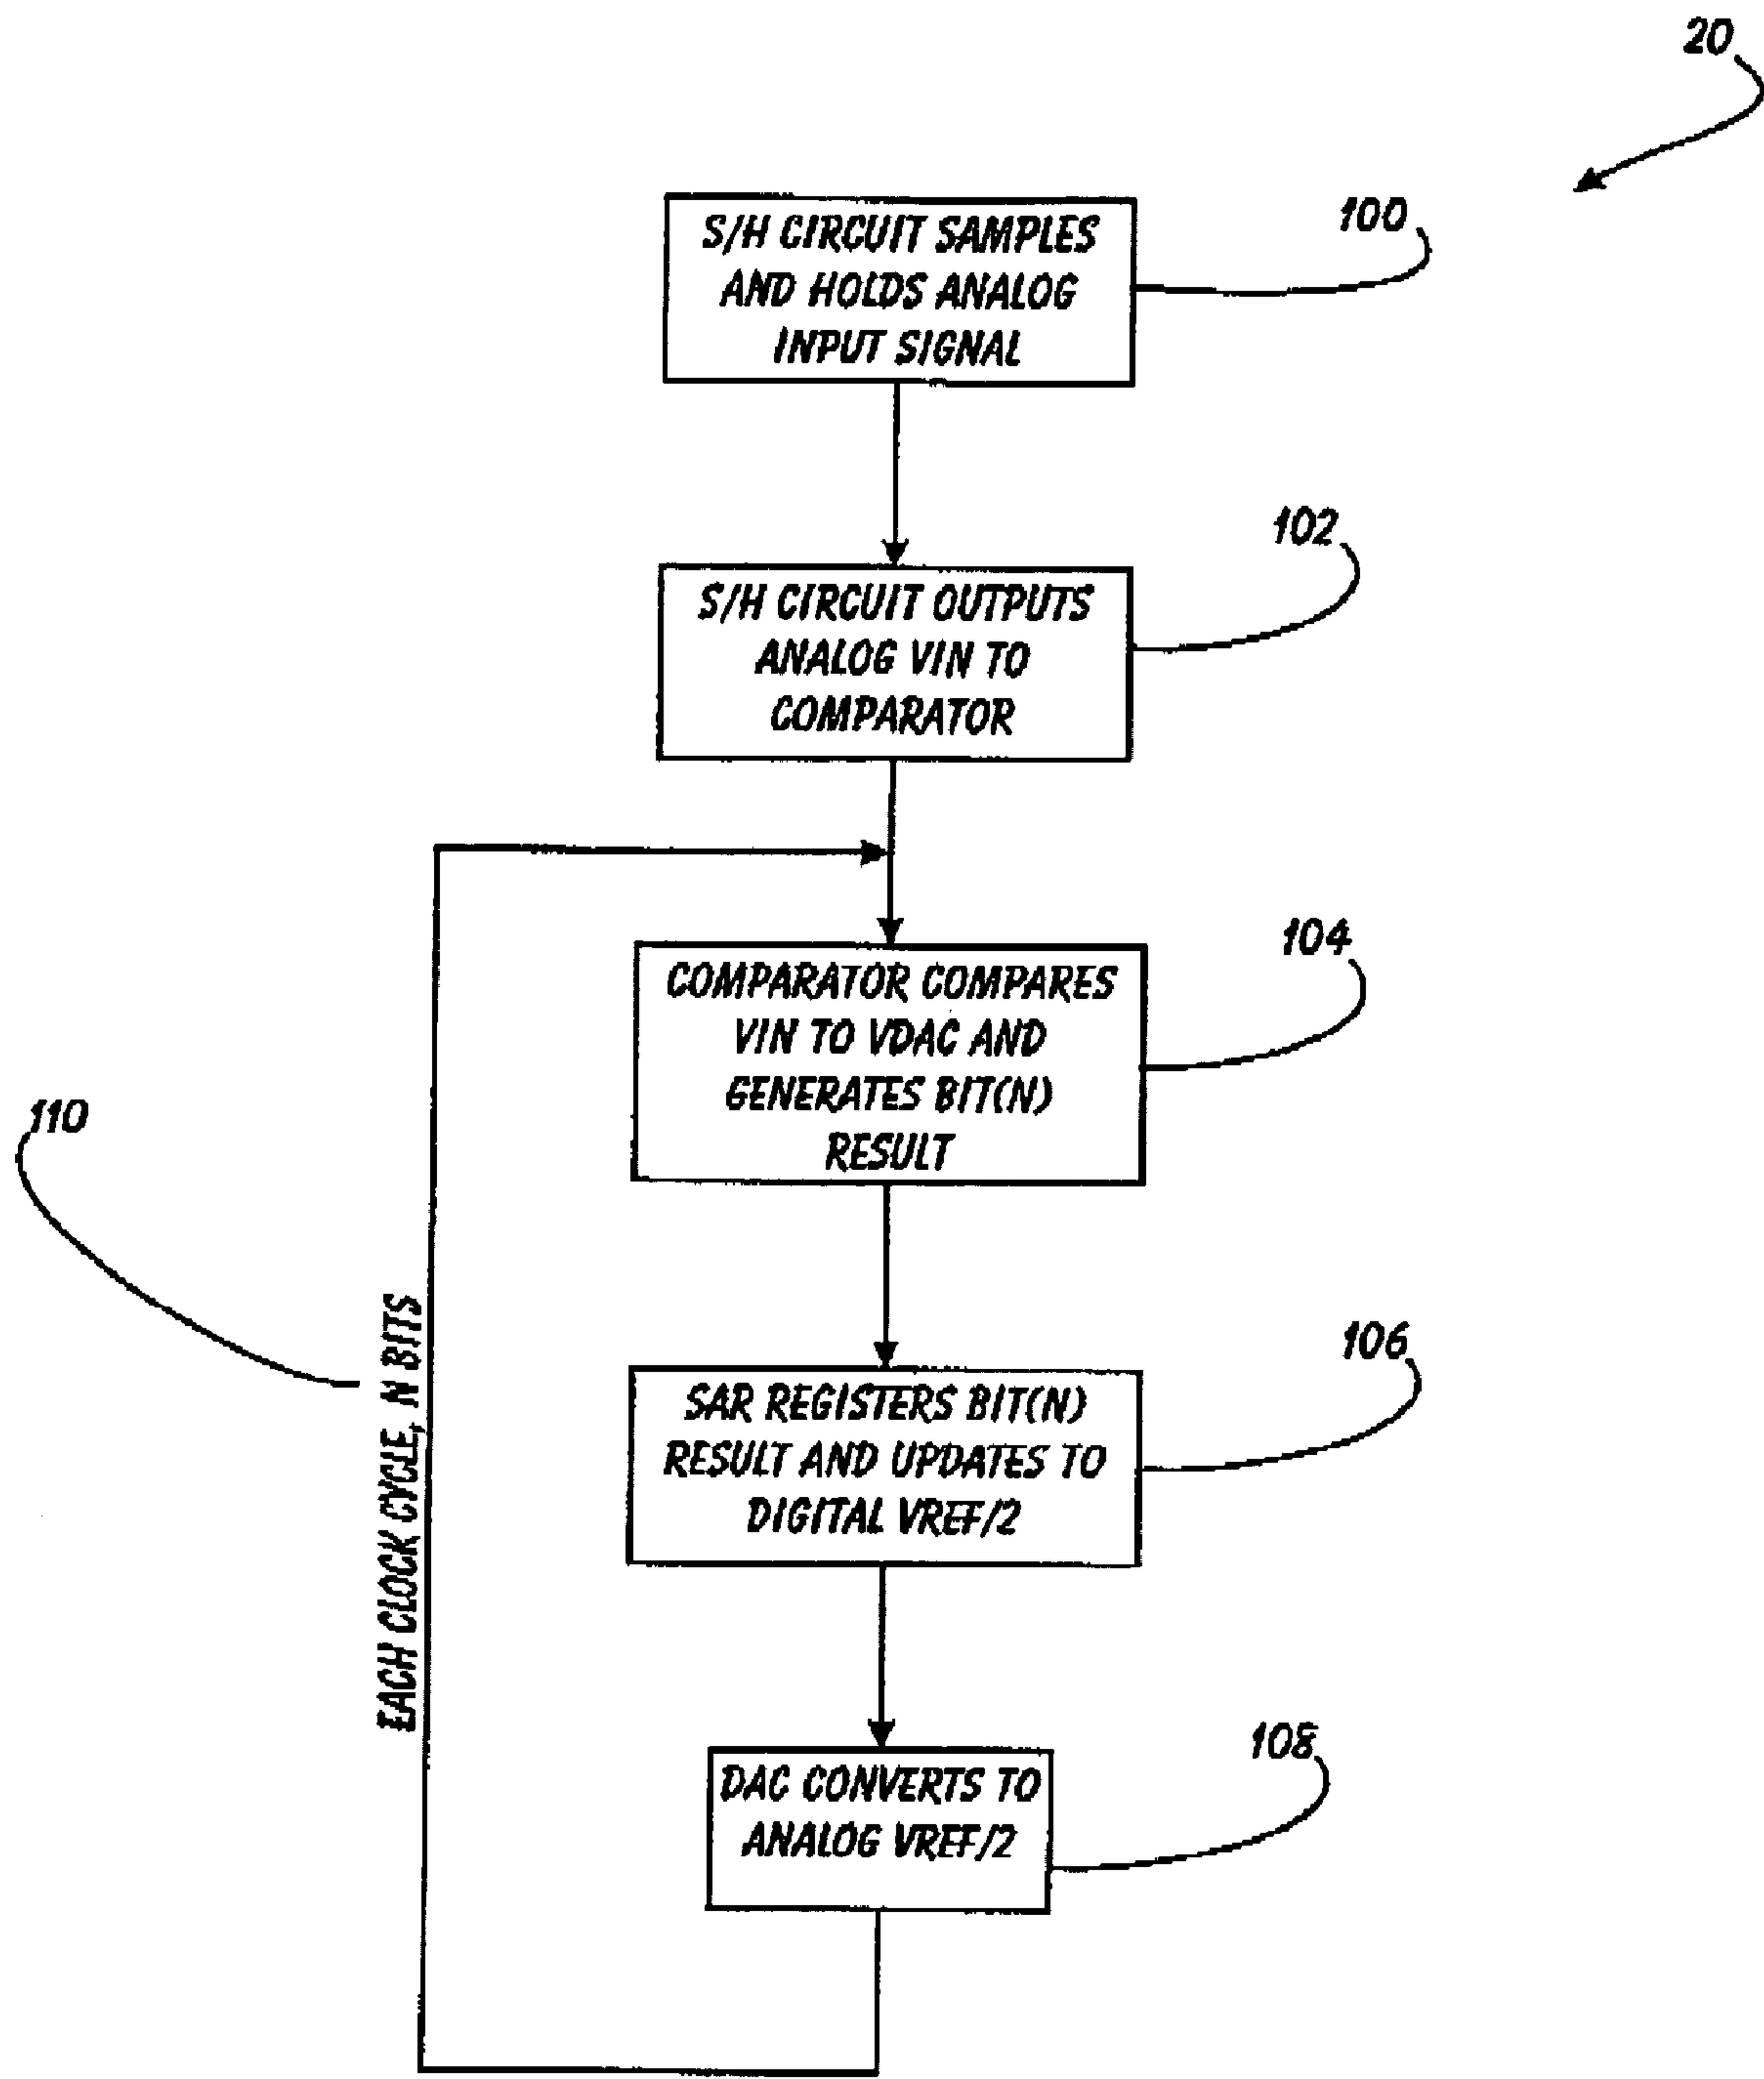 20
100
S/H CIRCUIT SAMPLES
AND HOLDS ANALOG
INPUT SIGNAL
102
S/H CIRCUIT OUTPUTS
ANALOG VIN TO
COMPARATOR
104
COMPARATOR COMPARES
VIN TO VDAC AND
GENERATES BIT(N)
RESULT
110
EACH CLOCK CYCLE, N BITS
106
SAR REGISTERS BIT(N)
RESULT AND UPDATES TO
DIGITAL VREF/2
108
DAC CONVERTS TO
ANALOG VREF/2